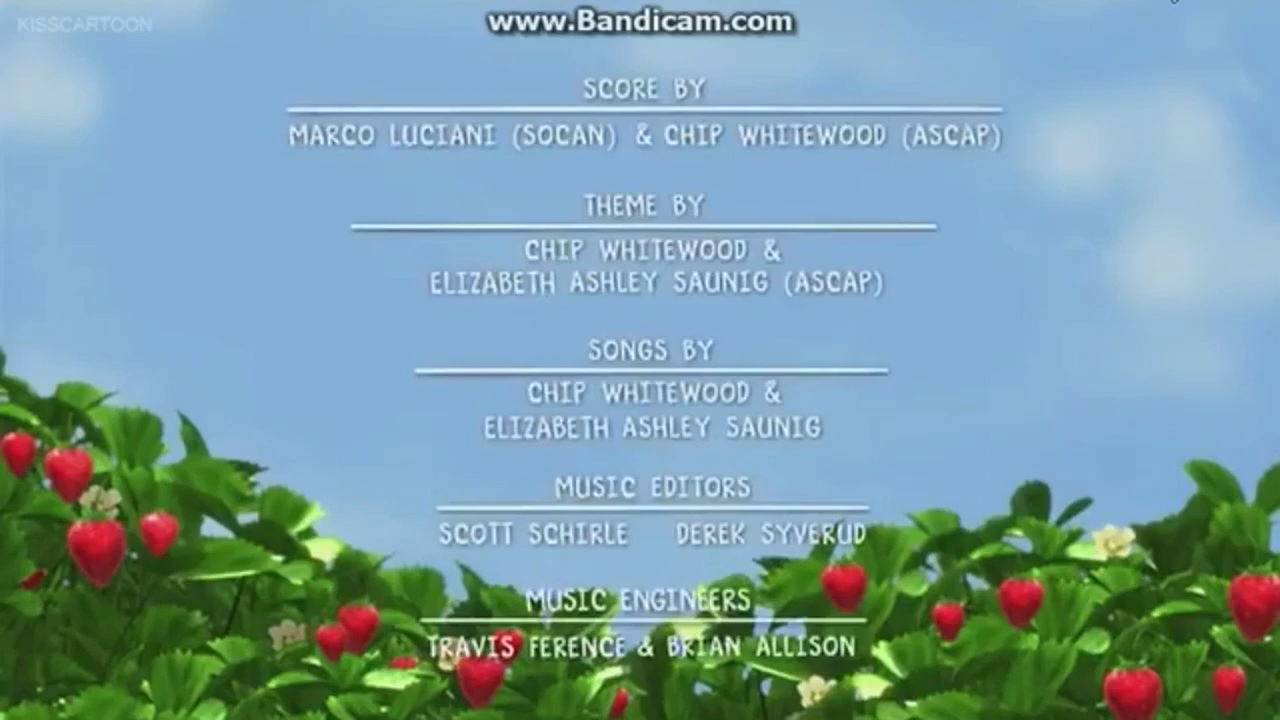 KISSCARTOON
www.Bandicam.com
SCORE BY
MARCO LUCIANI (SOCAN) & CHIP WHITEWOOD (ASCAP)
THEME BY
CHIP WHITEWOOD &
ELIZABETH ASHLEY SAUNIG (ASCAP)
SONGS BY
CHIP WHITEWOOD &
ELIZABETH ASHLEY SAUNIG
MUSIC EDITORS
SCOTT SCHIRLE DEREK SYVERUD
MUSIC ENGINEERS
TRAVIS FERENCE & BRIAN ALLISON